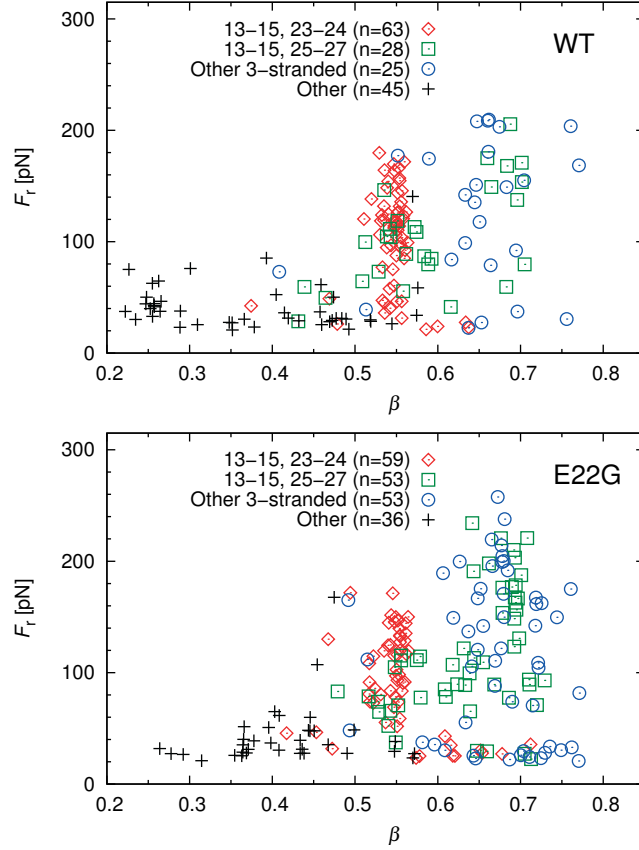 13−15, 23−24 (n=63)
13−15, 25−27 (n=28)
Other 3−stranded (n=25)
Other (n=45)
WT
300
200
100
0
Fr [pN]
0.2 0.3 0.4 0.5 0.6 0.7 0.8
β
13−15, 23−24 (n=59)
13−15, 25−27 (n=53)
Other 3−stranded (n=53)
Other (n=36)
E22G
300
200
100
0
Fr [pN]
0.2 0.3 0.4 0.5 0.6 0.7 0.8
β